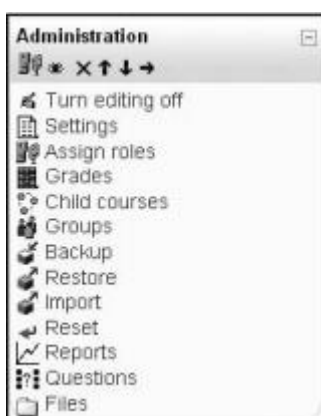 Administration
Turn editing off
Settings
Assign roles
Grades
Child courses
Groups
Backup
Restore
Import
Reset
Reports
Questions
Files